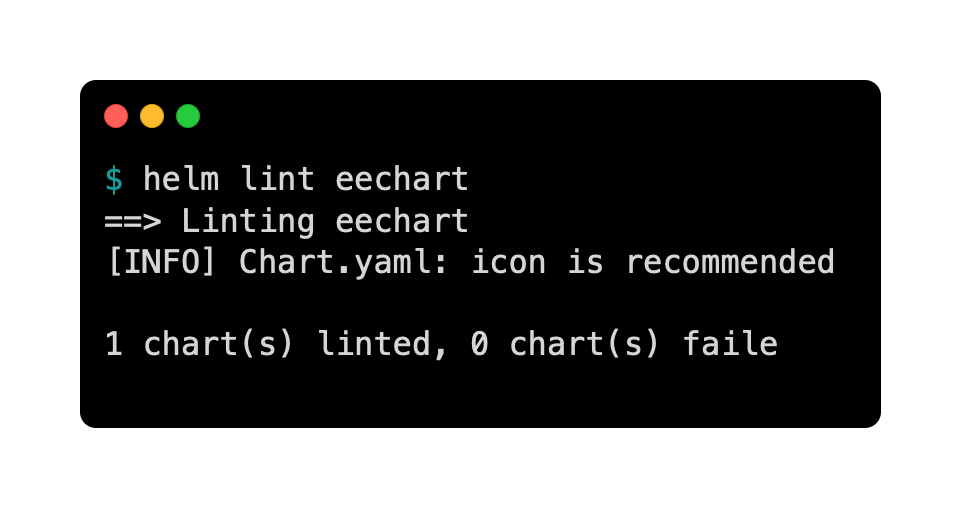 $ helm lint eechart
==> Linting eechart
[INFO] Chart.yaml: icon is recommended
1 chart(s) linted, 0 chart(s) faile